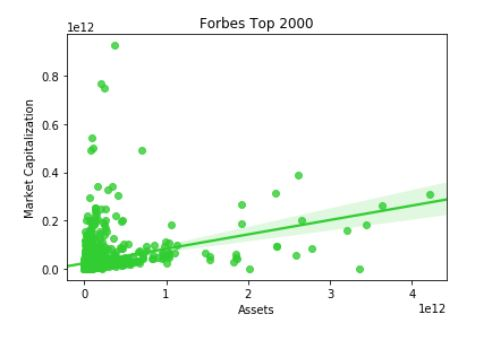 Forbes Top 2000
1e12
0.8
0.6
0.4
0.2
0.0
Market Capitalization
0
1
2
3
4
Assets
1e12